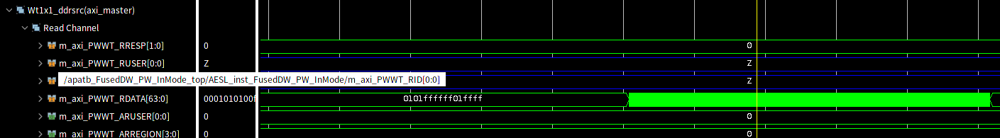 Wt1x1_ddrsrc(axi_master)
Read Channel
m_axi_PWWT_RRESP[1:0] 0 0
m_axi_PWWT_RUSER[0:0] Z Z
/apatb_FusedDW_PW_InMode_top/AESL_inst_FusedDW_PW_InMode/m_axi_PWWT_RID[0:0] Z
m_axi_PWWT_RDATA[63:0] 0001010100f 0101ffffff01ffff
m_axi_PWWT_ARUSER[0:0] 0 0
m_axi_PWWT_ARREGION[3:0] 0 0